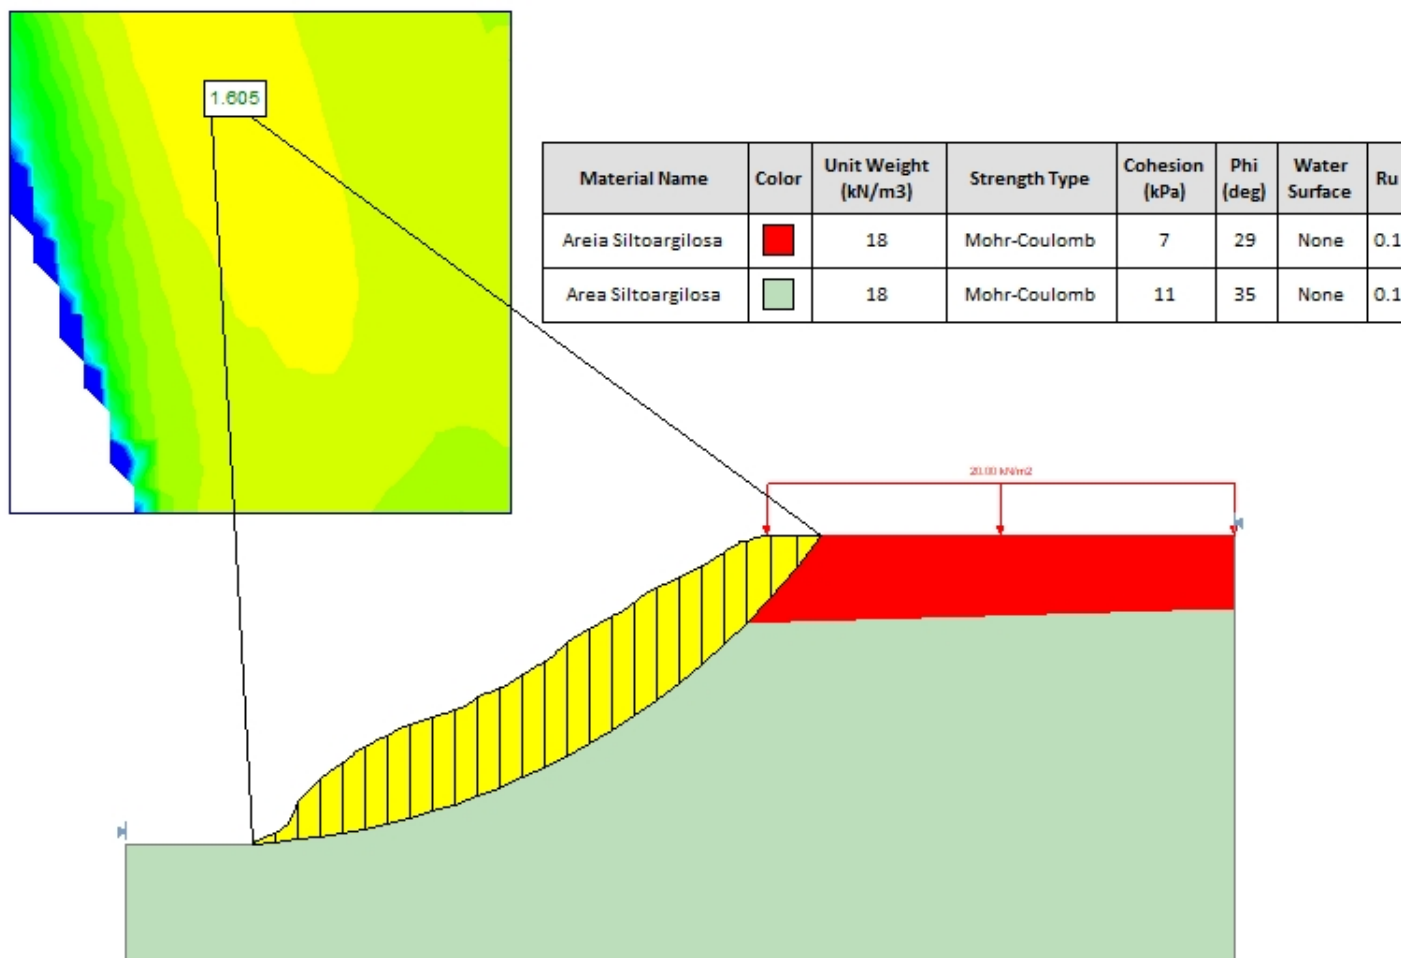 1.605
Material Name Color Unit Weight (kN/m3) Strength Type Cohesion (kPa) Phi (deg) Water Surface Ru
Areia Siltoargilosa 18 Mohr-Coulomb 7 29 None 0.1
Area Siltoargilosa 18 Mohr-Coulomb 11 35 None 0.1
20.00 kN/m2